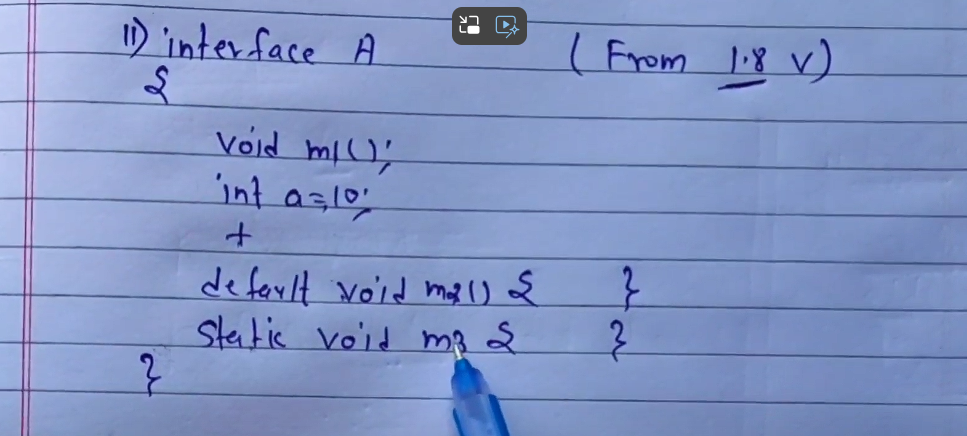 11) interface A ( From 1.8 V)
{
void m1();
int a=10;
+
default void m2() { }
static void m3 { }
}